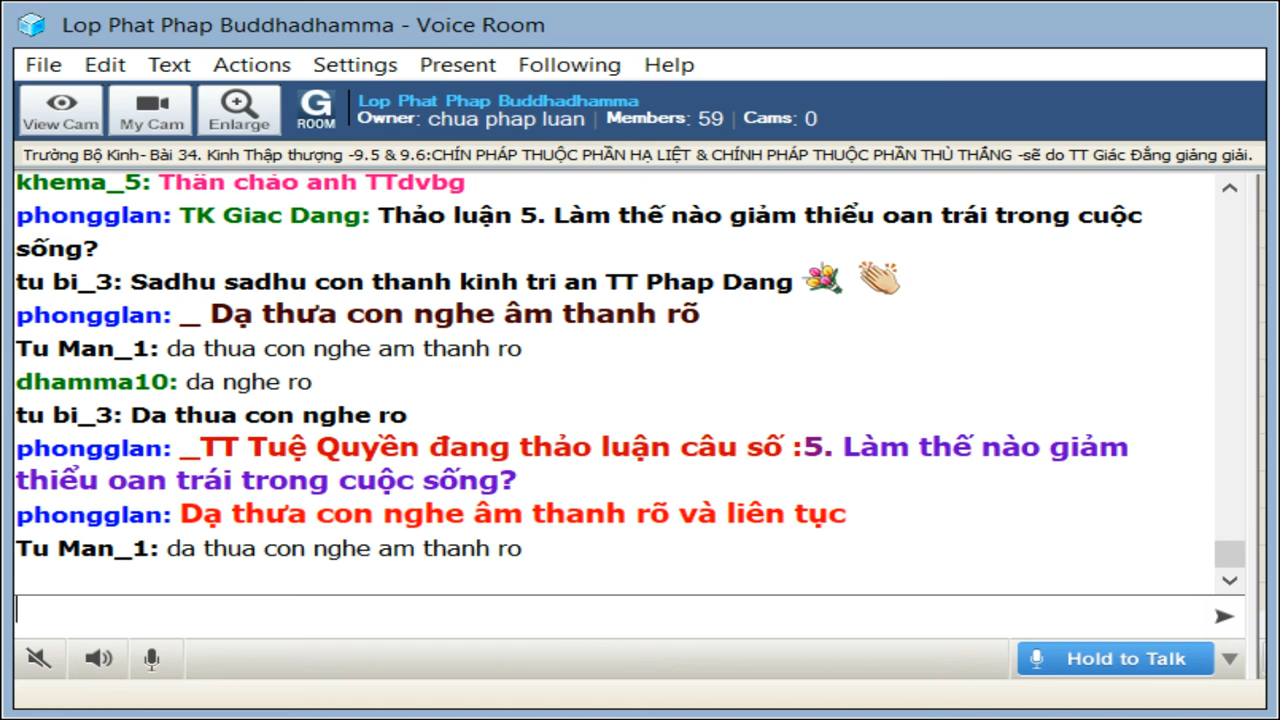 Lop Phat Phap Buddhadhamma - Voice Room
File Edit Text Actions Settings Present Following Help
View Cam My Cam Enlarge G ROOM
Lop Phat Phap Buddhadhamma
Owner: chua phap luan | Members: 59 | Cams: 0
Trường Bộ Kinh- Bài 34. Kinh Thập thượng -9.5 & 9.6:CHÍN PHÁP THUỘC PHẦN HẠ LIỆT & CHÍNH PHÁP THUỘC PHẦN THÙ THẮNG -sẽ do TT Giác Đẳng giảng giải.
khema_5: Thân chào anh TTdvbg
phongglan: TK Giac Dang: Thảo luận 5. Làm thế nào giảm thiểu oan trái trong cuộc
sống?
tu bi_3: Sadhu sadhu con thanh kinh tri an TT Phap Dang
phongglan: _ Dạ thưa con nghe âm thanh rõ
Tu Man_1: da thua con nghe am thanh ro
dhamma10: da nghe ro
tu bi_3: Da thua con nghe ro
phongglan: _TT Tuệ Quyền đang thảo luận câu số :5. Làm thế nào giảm
thiểu oan trái trong cuộc sống?
phongglan: Dạ thưa con nghe âm thanh rõ và liên tục
Tu Man_1: da thua con nghe am thanh ro
Hold to Talk